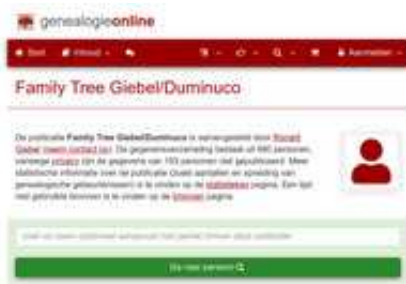 genealogieonline
Start Inhoud Aanmelden
Family Tree Giebel/Duminuco
De publicatie Family Tree Giebel/Duminuco is samengesteld door Ronald
Giebel (neem contact op). De gegevensverzameling bestaat uit personen,
vanwege privacy zijn de gegevens van personen niet gepubliceerd. Meer
statistische informatie over de publicatie (zoals aantallen en spreiding van
genealogische gebeurtenissen) is te vinden op de statistieken pagina. Een lijst
met gebruikte bronnen is te vinden op de bronnen pagina.
Ga naar persoon